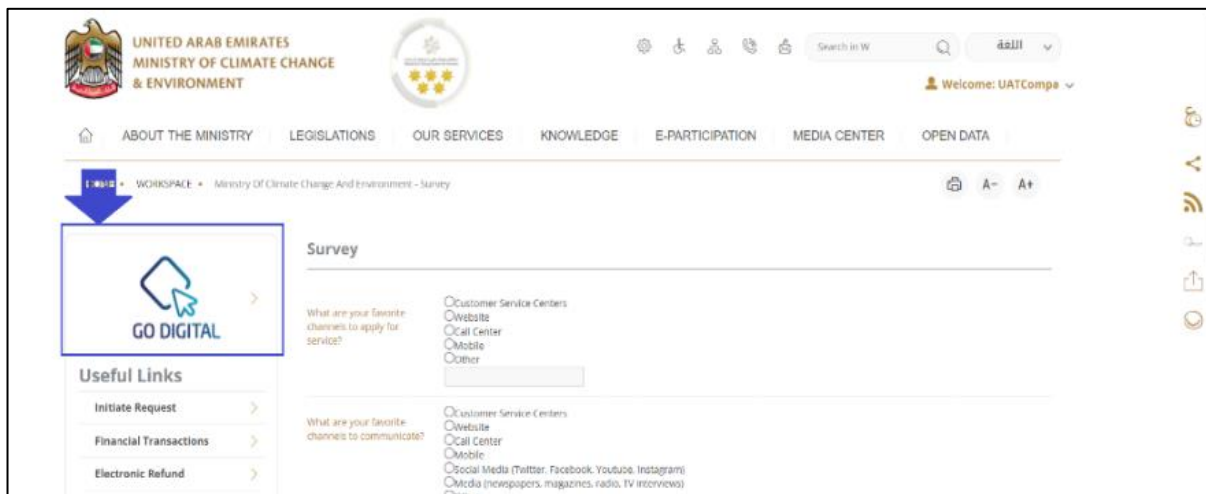 UNITED ARAB EMIRATES
MINISTRY OF CLIMATE CHANGE
& ENVIRONMENT
Search in W
اللغة
Welcome: UATCompa
ABOUT THE MINISTRY LEGISLATIONS OUR SERVICES KNOWLEDGE E-PARTICIPATION MEDIA CENTER OPEN DATA
WORKSPACE • Ministry Of Climate Change And Environment - Survey
A- A+
GO DIGITAL
Useful Links
Initiate Request
Financial Transactions
Electronic Refund
Survey
What are your favorite
channels to apply for
service?
Customer Service Centers
Website
Call Center
Mobile
Other
What are your favorite
channels to communicate?
Customer Service Centers
Website
Call Center
Mobile
Social Media (Twitter, Facebook, Youtube, Instagram)
Media (newspapers, magazines, radio, TV interviews)